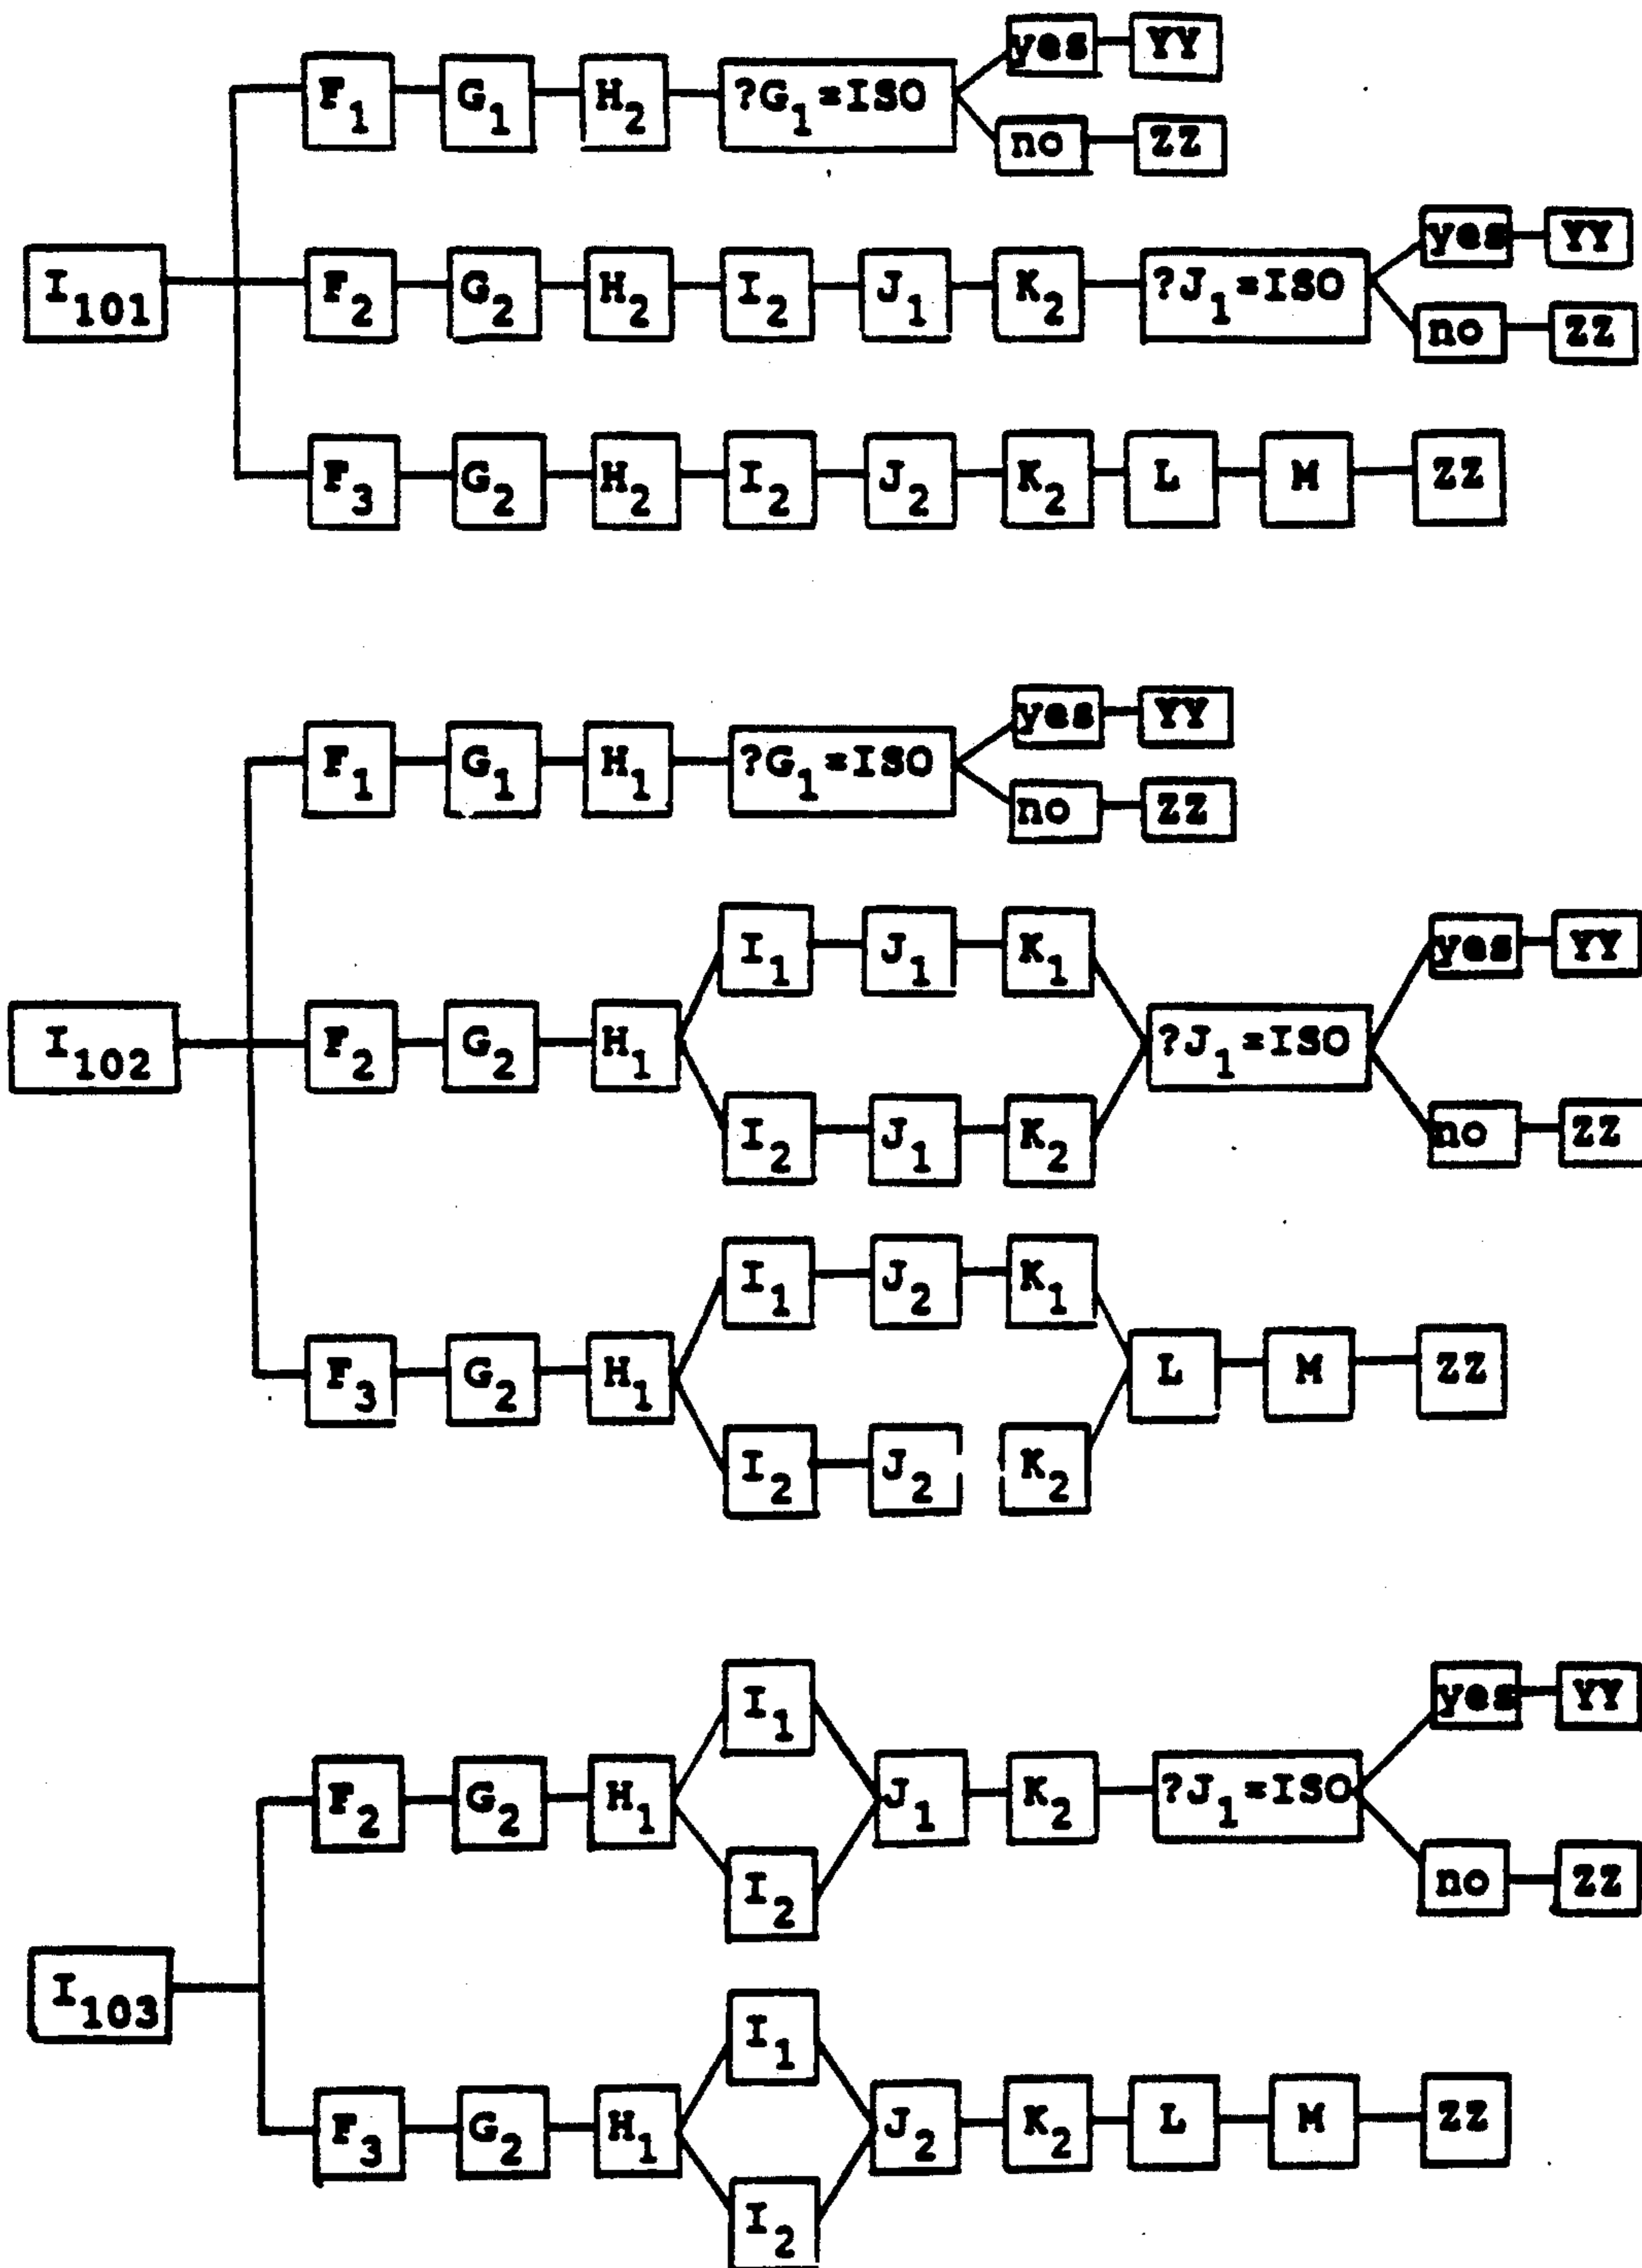 yes YY
F₁ G₁ H₂ ?G₁=ISO
no ZZ
yes YY
I₁₀₁ F₂ G₂ H₂ I₂ J₁ K₂ ?J₁=ISO
no ZZ
F₃ G₂ H₂ I₂ J₂ K₂ L M ZZ
yes YY
F₁ G₁ H₁ ?G₁=ISO
no ZZ
I₁ J₁ K₁ yes YY
I₁₀₂ F₂ G₂ H₁ ?J₁=ISO
I₂ J₁ K₂ no ZZ
I₁ J₂ K₁
F₃ G₂ H₁ L M ZZ
I₂ J₂ K₂
I₁ yes YY
F₂ G₂ H₁ J₁ K₂ ?J₁=ISO
I₂ no ZZ
I₁₀₃
I₁
F₃ G₂ H₁ J₂ K₂ L M ZZ
I₂